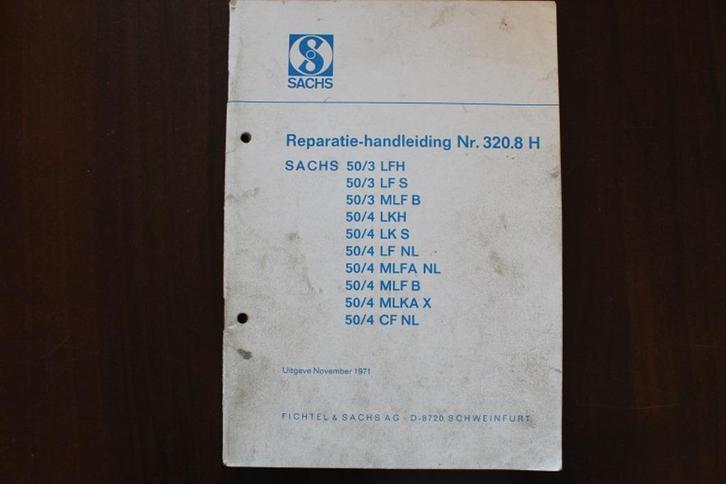 SACHS
Reparatie-handleiding Nr. 320.8 H
SACHS 50/3 LFH
50/3 LF S
50/3 MLF B
50/4 LKH
50/4 LK S
50/4 LF NL
50/4 MLFA NL
50/4 MLF B
50/4 MLKA X
50/4 CF NL
Uitgave November 1971
FICHTEL & SACHS AG · D-8720 SCHWEINFURT